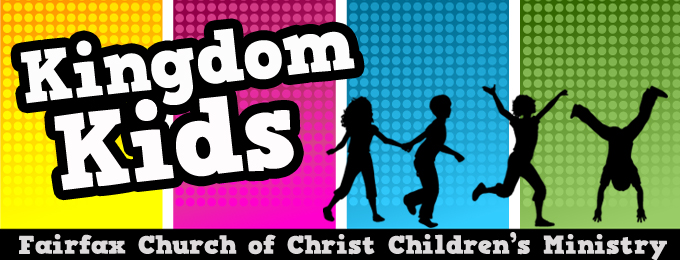 Kingdom
Kids
Fairfax Church of Christ Children's Ministry